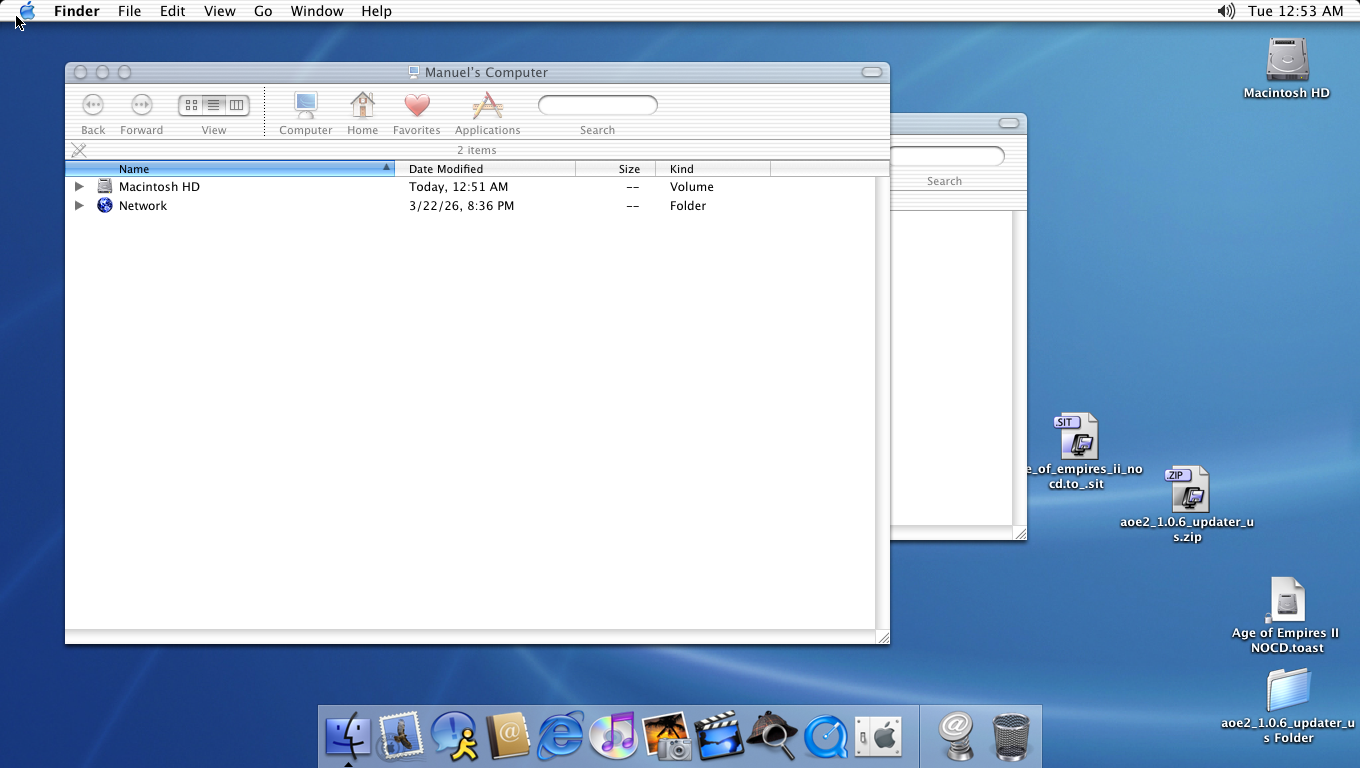 Finder File Edit View Go Window Help
Tue 12:53 AM
Macintosh HD
Manuel's Computer
Back Forward View Computer Home Favorites Applications Search
2 items
Name Date Modified Size Kind
Macintosh HD Today, 12:51 AM -- Volume
Network 3/22/26, 8:36 PM -- Folder
Search
.SIT
e_of_empires_ii_no
cd.to_.sit
.ZIP
aoe2_1.0.6_updater_u
s.zip
Age of Empires II
NOCD.toast
aoe2_1.0.6_updater_u
s Folder